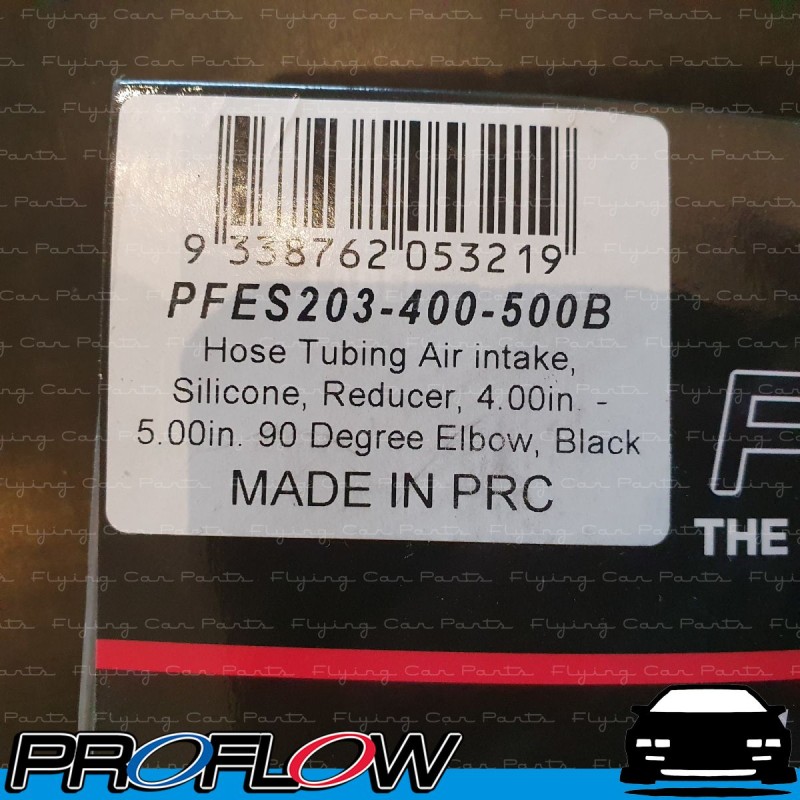 9 338762 053219
PFES203-400-500B
Hose Tubing Air intake,
Silicone, Reducer, 4.00in. -
5.00in. 90 Degree Elbow, Black
MADE IN PRC
THE
PROFLOW
Flying Car Parts